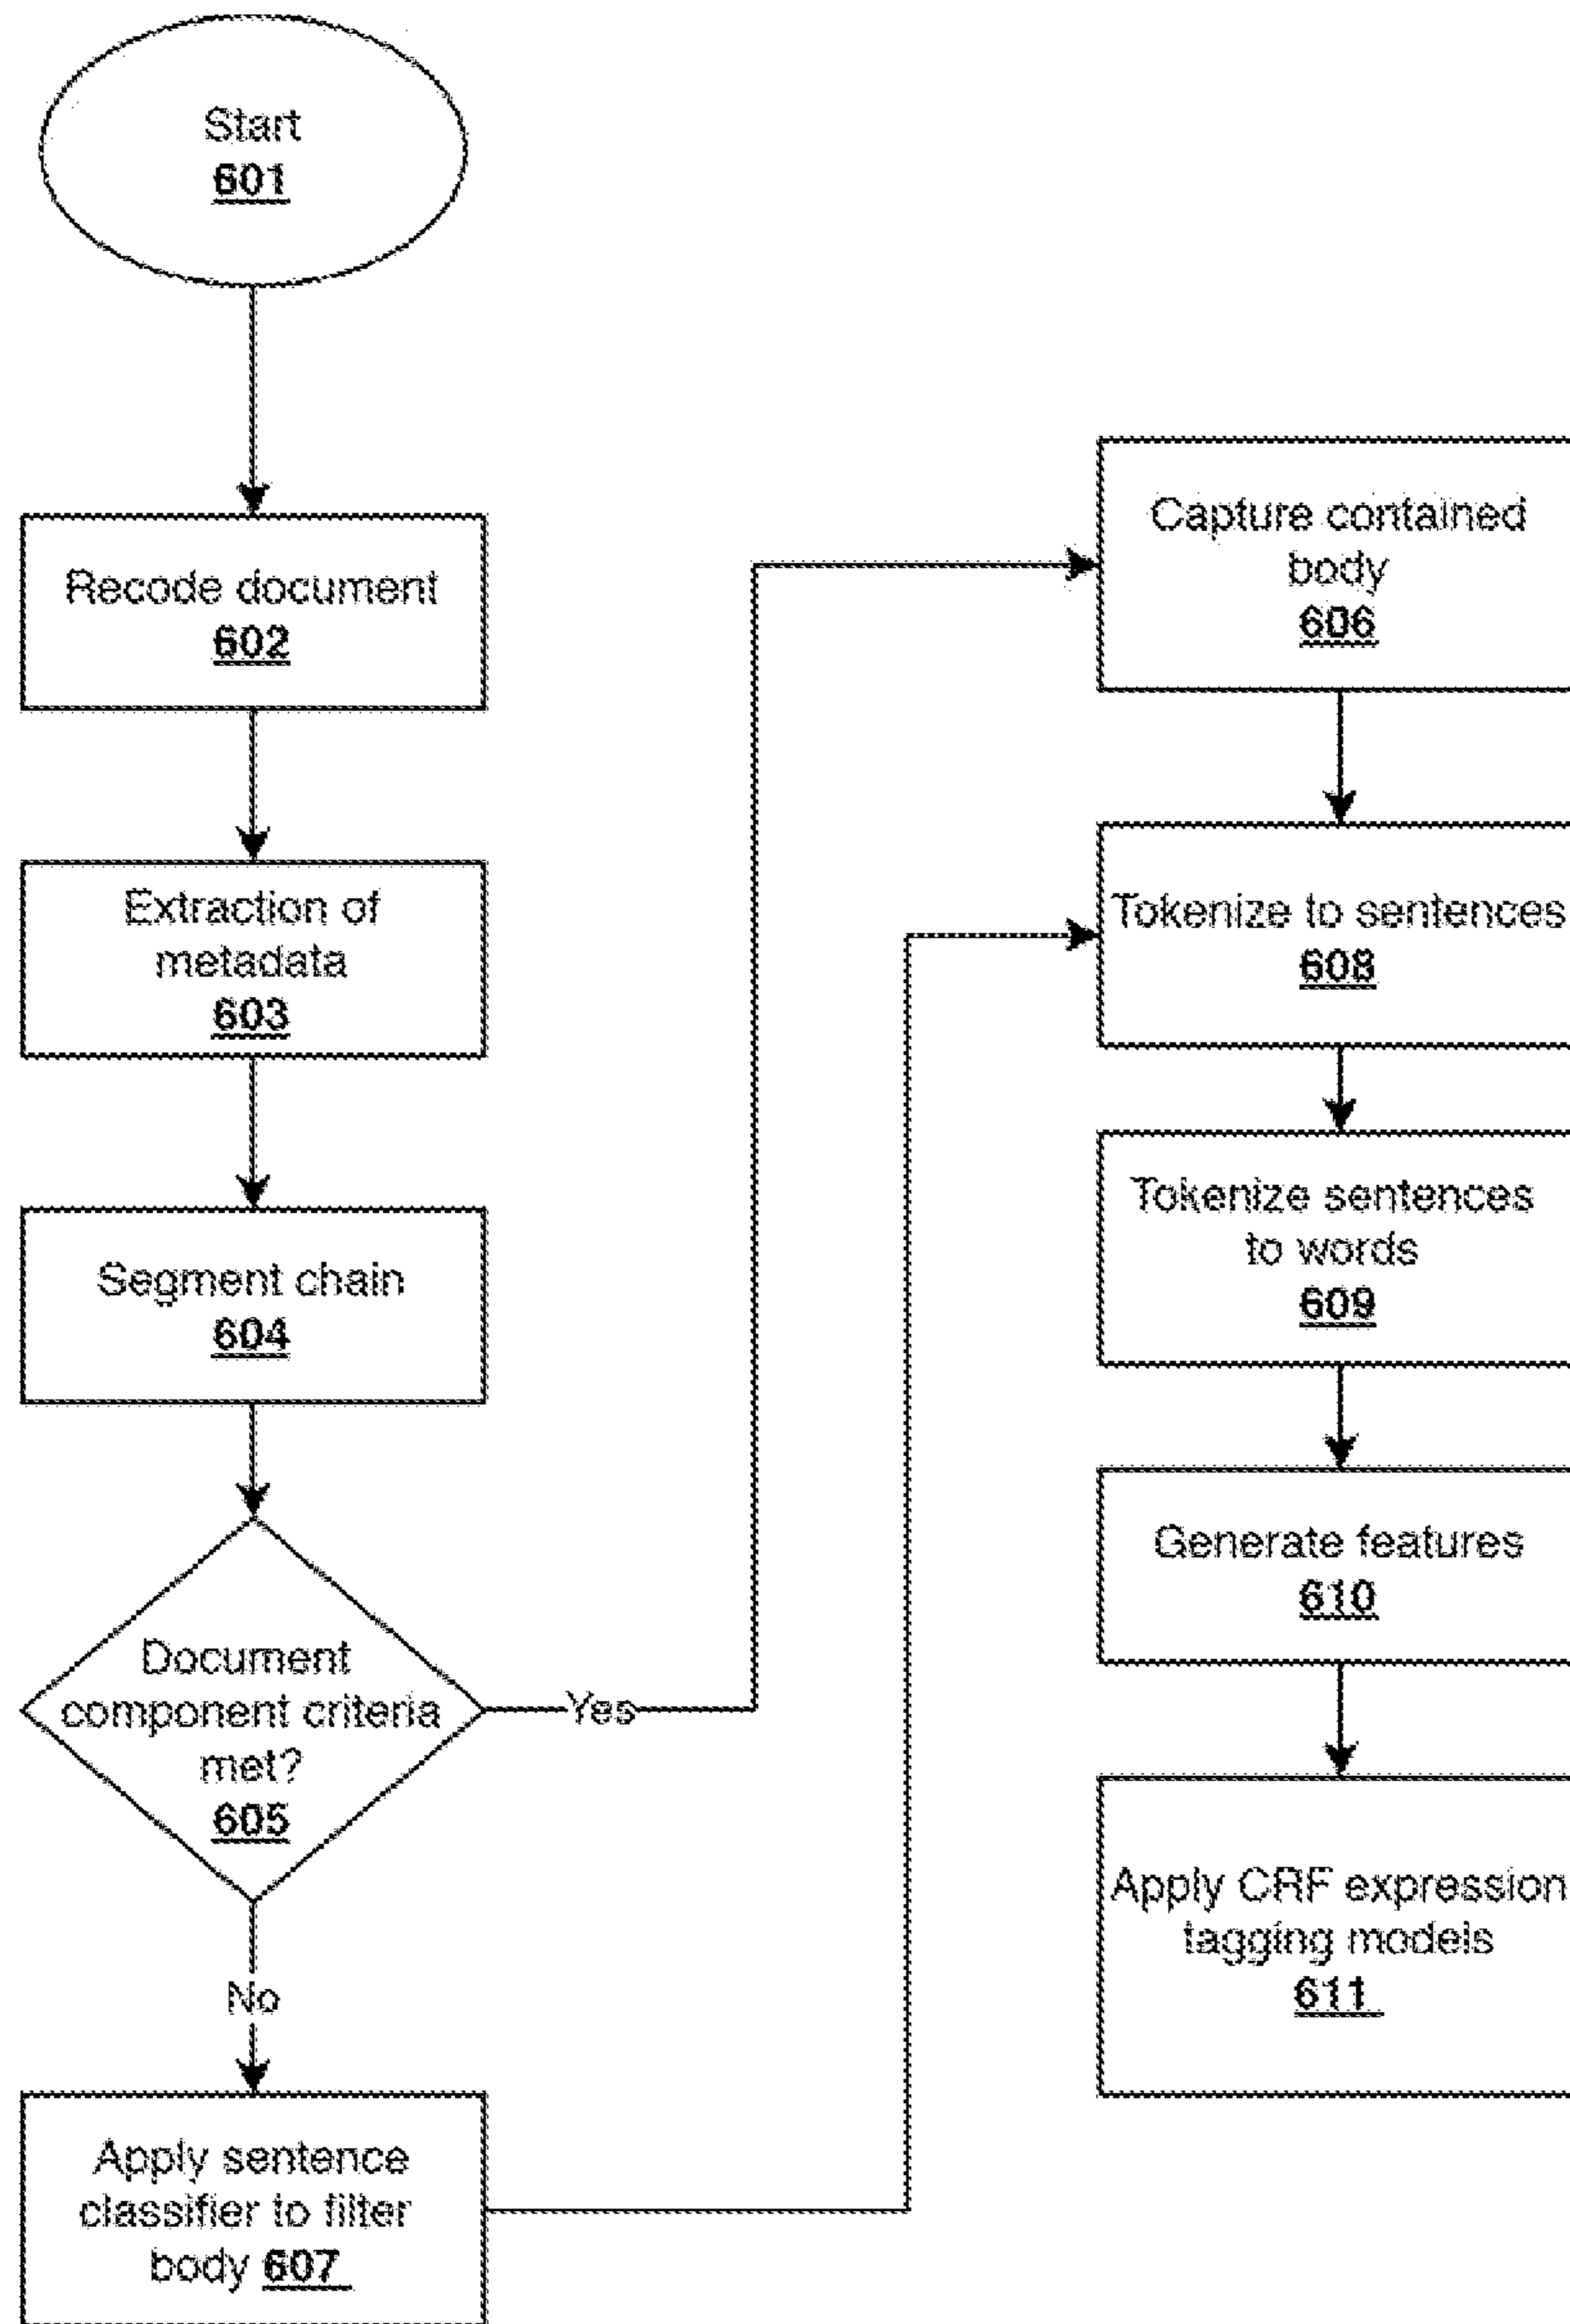 Start
601
Recode document
602
Extraction of
metadata
603
Segment chain
604
Document
component criteria
met?
605
Yes
No
Apply sentence
classifier to filter
body 607
Capture contained
body
606
Tokenize to sentences
608
Tokenize sentences
to words
609
Generate features
610
Apply CRF expression
tagging models
611